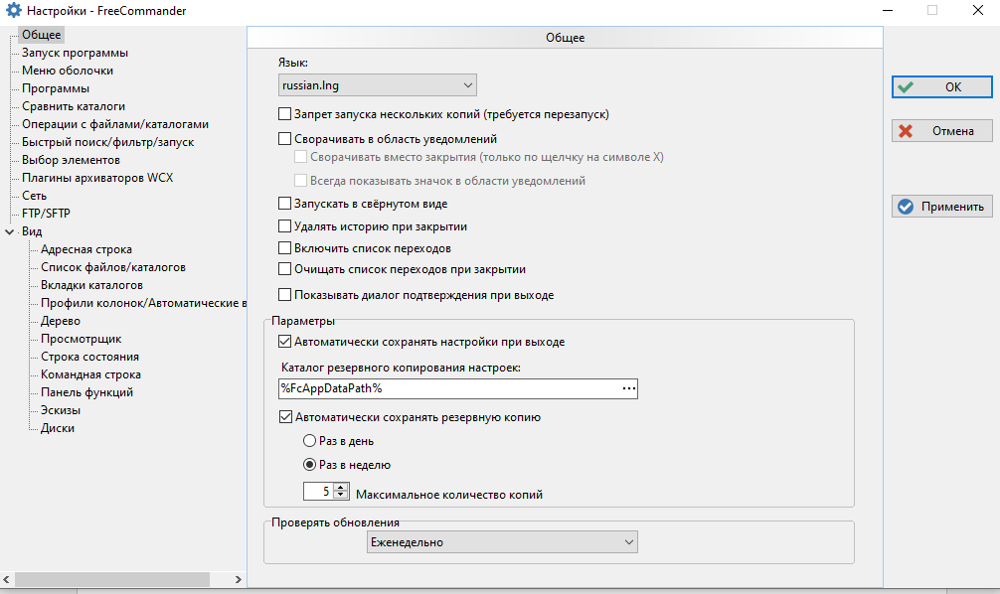 Настройки - FreeCommander
Общее
Запуск программы
Меню оболочки
Программы
Сравнить каталоги
Операции с файлами/каталогами
Быстрый поиск/фильтр/запуск
Выбор элементов
Плагины архиваторов WCX
Сеть
FTP/SFTP
Вид
Адресная строка
Список файлов/каталогов
Вкладки каталогов
Профили колонок/Автоматические в
Дерево
Просмотрщик
Строка состояния
Командная строка
Панель функций
Эскизы
Диски
Общее
Язык:
russian.lng
Запрет запуска нескольких копий (требуется перезапуск)
Сворачивать в область уведомлений
Сворачивать вместо закрытия (только по щелчку на символе X)
Всегда показывать значок в области уведомлений
Запускать в свёрнутом виде
Удалять историю при закрытии
Включить список переходов
Очищать список переходов при закрытии
Показывать диалог подтверждения при выходе
Параметры
Автоматически сохранять настройки при выходе
Каталог резервного копирования настроек:
%FcAppDataPath%
Автоматически сохранять резервную копию
Раз в день
Раз в неделю
5 Максимальное количество копий
Проверять обновления
Еженедельно
OK
Отмена
Применить